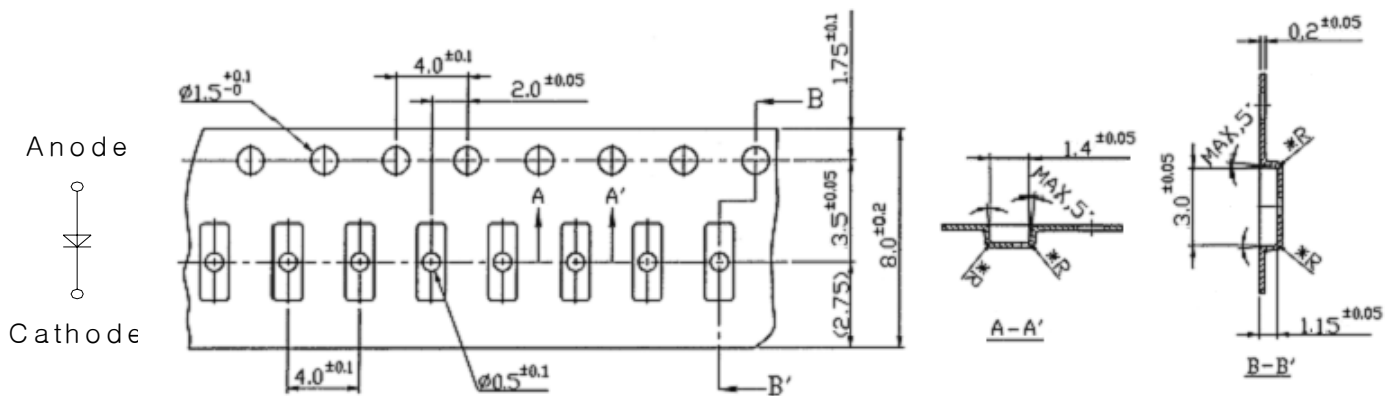 Anode
Cathode
Ø1.5 +0.1 -0
4.0±0.1
2.0±0.05
1.75±0.1
B
A
A'
3.5±0.05
8.0±0.2
(2.75)
4.0±0.1
Ø0.5±0.1
B'
1.4±0.05
MAX,5°
*R
*R
A-A'
0.2±0.05
MAX,5°
*R
3.0±0.05
*R
1.15±0.05
B-B'